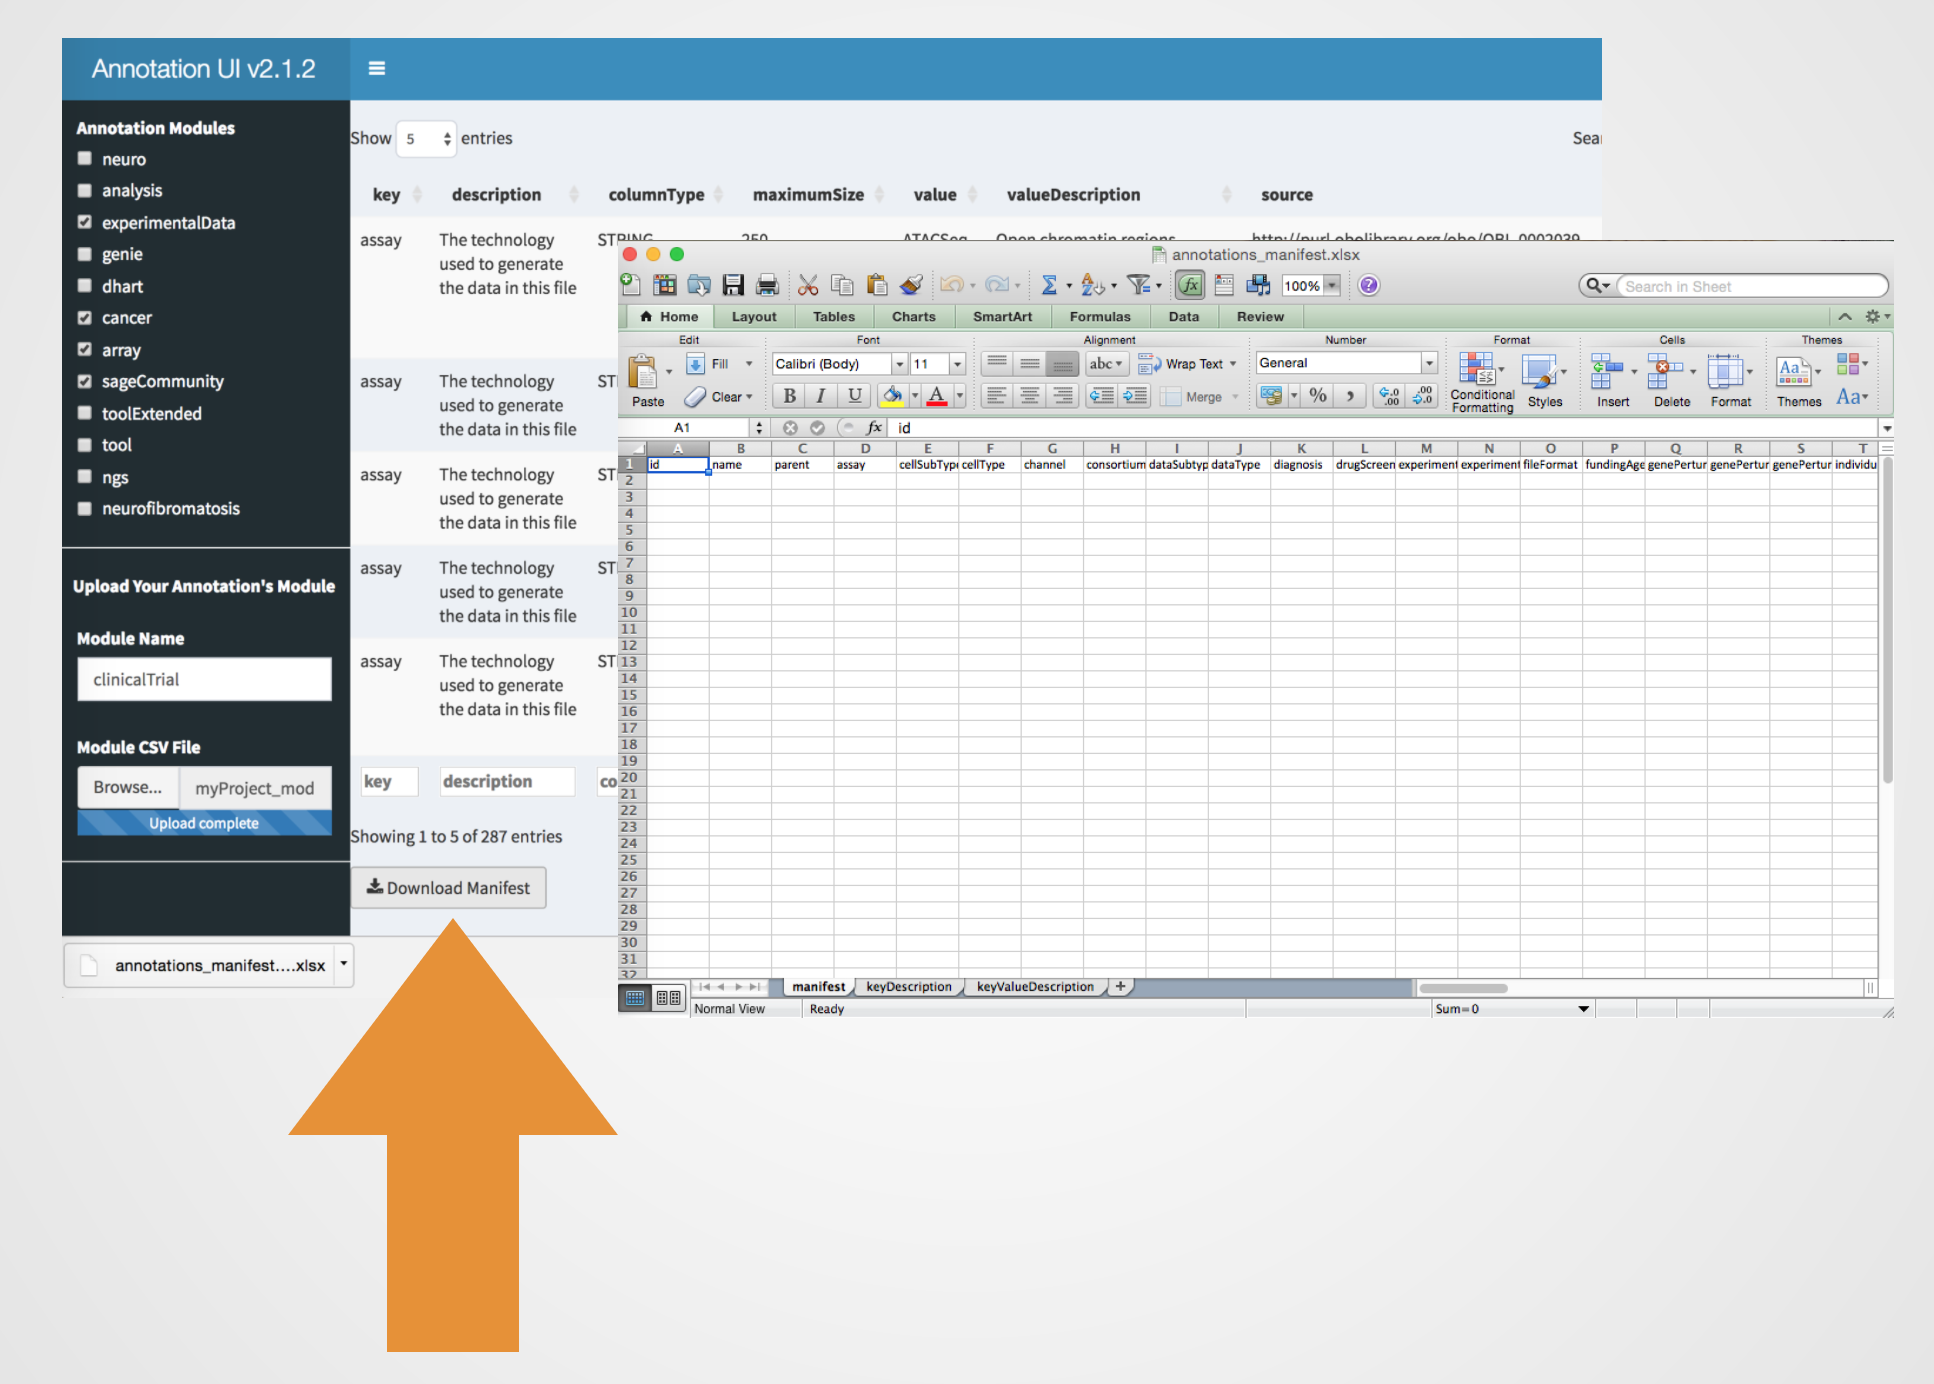 Annotation UI v2.1.2
Annotation Modules
neuro
analysis
experimentalData
genie
dhart
cancer
array
sageCommunity
toolExtended
tool
ngs
neurofibromatosis
Upload Your Annotation's Module
Module Name
clinicalTrial
Module CSV File
Browse... myProject_mod
Upload complete
Show 5 entries
Sea
key description columnType maximumSize value valueDescription source
assay The technology used to generate the data in this file STRING 250 ATACSeq Open chromatin regions http://purl.obolibrary.org/obo/OBI_0002039
assay The technology used to generate the data in this file ST
assay The technology used to generate the data in this file ST
assay The technology used to generate the data in this file ST
assay The technology used to generate the data in this file ST
key description co
Showing 1 to 5 of 287 entries
Download Manifest
annotations_manifest....xlsx
annotations_manifest.xlsx
100% Search in Sheet
Home Layout Tables Charts SmartArt Formulas Data Review
Edit Font Alignment Number Format Cells Themes
Paste Fill Clear Calibri (Body) 11 abc Wrap Text General
B I U A Merge % Conditional Formatting Styles Insert Delete Format Themes Aa
A1 fx id
A B C D E F G H I J K L M N O P Q R S T
1 id name parent assay cellSubType cellType channel consortium dataSubtyp dataType diagnosis drugScreen experiment experiment fileFormat fundingAge genePertur genePertur genePertur individu
2
3
4
5
6
7
8
9
10
11
12
13
14
15
16
17
18
19
20
21
22
23
24
25
26
27
28
29
30
31
32
manifest keyDescription keyValueDescription +
Normal View Ready Sum=0